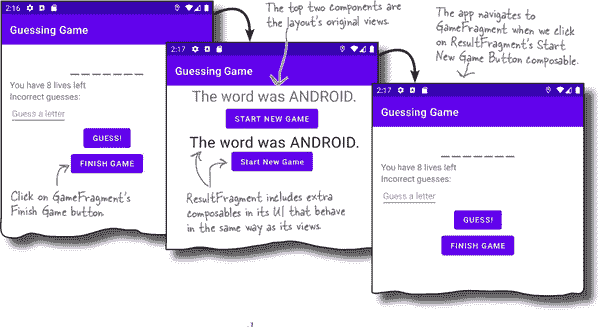 2:16
Guessing Game
_ _ _ _ _ _ _
You have 8 lives left
Incorrect guesses:
Guess a letter
GUESS!
FINISH GAME
Click on GameFragment's
Finish Game button.
The top two components are
the layout's original views.
2:17
Guessing Game
The word was ANDROID.
START NEW GAME
The word was ANDROID.
Start New Game
ResultFragment includes extra
composables in its UI that behave
in the same way as its views.
The app navigates to
GameFragment when we click
on ResultFragment's Start
New Game Button composable.
2:17
Guessing Game
_ _ _ _ _ _ _
You have 8 lives left
Incorrect guesses:
Guess a letter
GUESS!
FINISH GAME